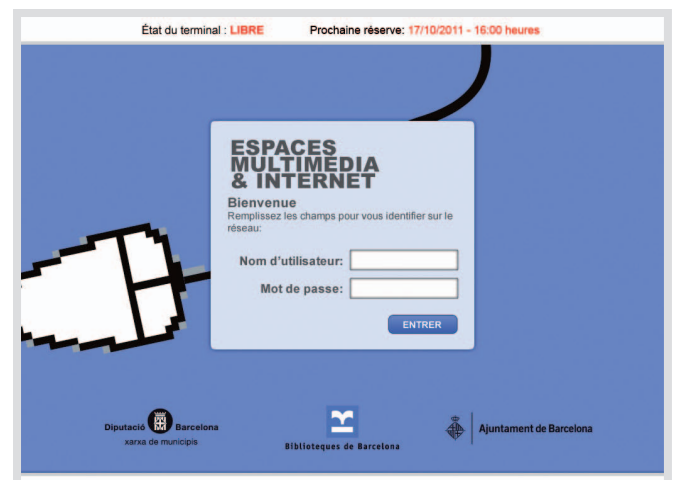 État du terminal : LIBRE Prochaine réserve: 17/10/2011 - 16:00 heures
ESPACES
MULTIMÉDIA
& INTERNET
Bienvenue
Remplissez les champs pour vous identifier sur le
réseau:
Nom d'utilisateur:
Mot de passe:
ENTRER
Diputació Barcelona
xarxa de municipis
Biblioteques de Barcelona
Ajuntament de Barcelona